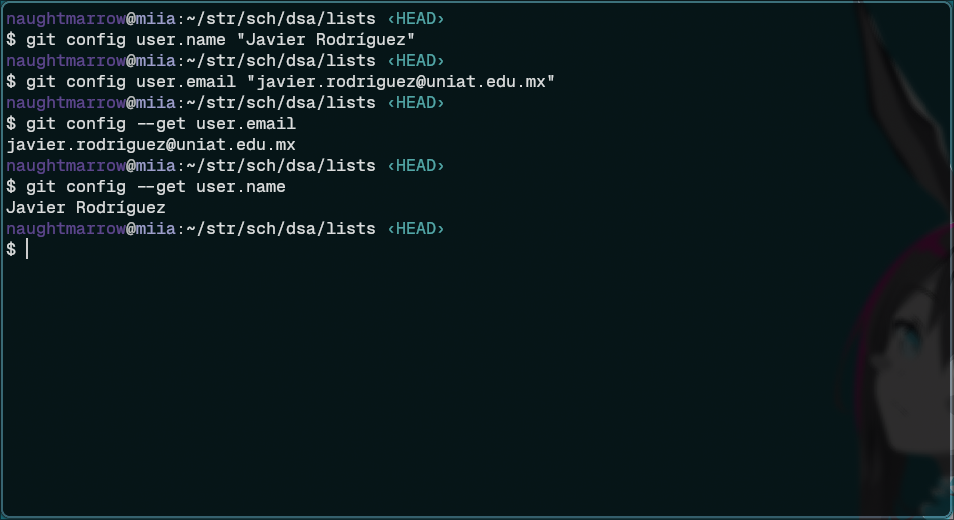 naughtmarrow@miia:~/str/sch/dsa/lists ‹HEAD›
$ git config user.name "Javier Rodríguez"
naughtmarrow@miia:~/str/sch/dsa/lists ‹HEAD›
$ git config user.email "javier.rodriguez@uniat.edu.mx"
naughtmarrow@miia:~/str/sch/dsa/lists ‹HEAD›
$ git config --get user.email
javier.rodriguez@uniat.edu.mx
naughtmarrow@miia:~/str/sch/dsa/lists ‹HEAD›
$ git config --get user.name
Javier Rodríguez
naughtmarrow@miia:~/str/sch/dsa/lists ‹HEAD›
$